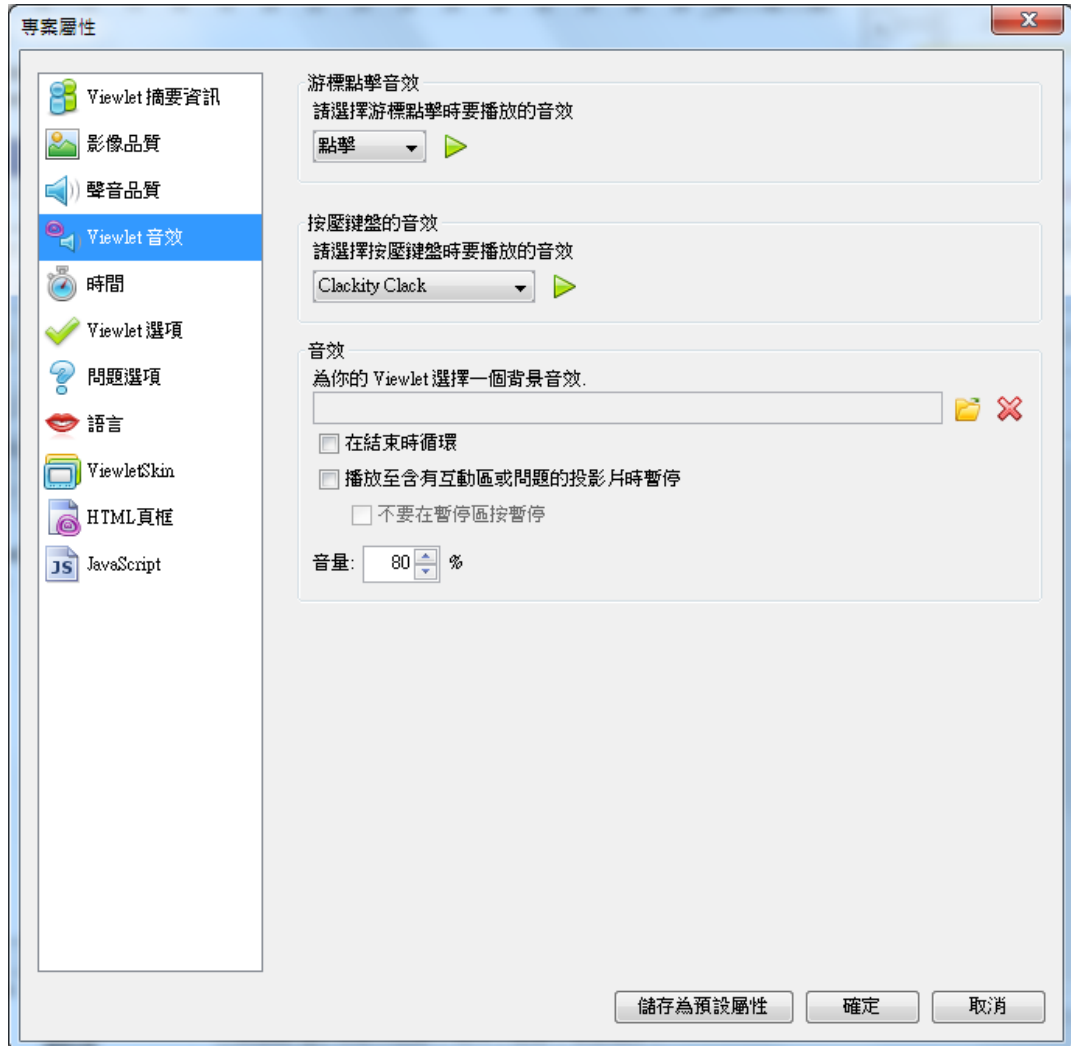 專案屬性
Viewlet 摘要資訊
影像品質
聲音品質
Viewlet 音效
時間
Viewlet 選項
問題選項
語言
ViewletSkin
HTML頁框
JS
JavaScript
游標點擊音效
請選擇游標點擊時要播放的音效
點擊
按壓鍵盤的音效
請選擇按壓鍵盤時要播放的音效
Clackity Clack
音效
為你的 Viewlet 選擇一個背景音效.
在結束時循環
播放至含有互動區或問題的投影片時暫停
不要在暫停區按暫停
音量: 80 %
儲存為預設屬性 確定 取消